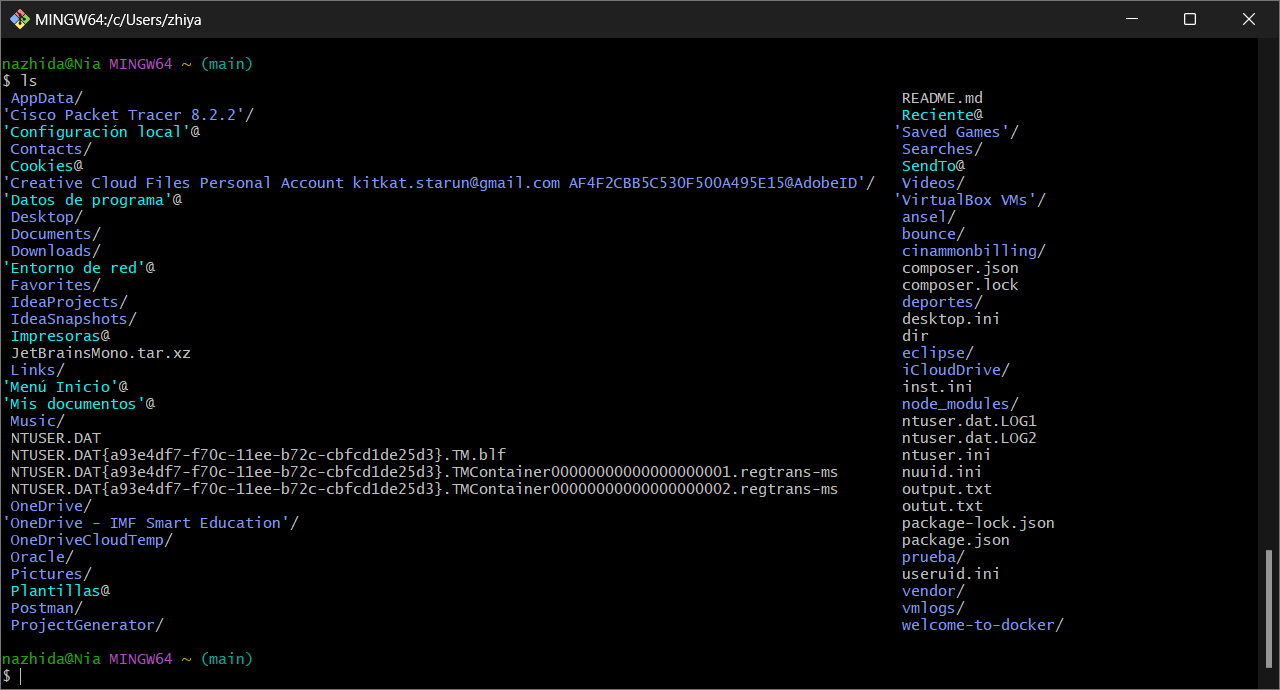 MINGW64:/c/Users/zhiya
nazhida@Nia MINGW64 ~ (main)
$ ls
AppData/ README.md
'Cisco Packet Tracer 8.2.2'/ Reciente@
'Configuración local'@ 'Saved Games'/
Contacts/ Searches/
Cookies@ SendTo@
'Creative Cloud Files Personal Account kitkat.starun@gmail.com AF4F2CBB5C530F500A495E15@AdobeID'/ Videos/
'Datos de programa'@ 'VirtualBox VMs'/
Desktop/ ansel/
Documents/ bounce/
Downloads/ cinammonbilling/
'Entorno de red'@ composer.json
Favorites/ composer.lock
IdeaProjects/ deportes/
IdeaSnapshots/ desktop.ini
Impresoras@ dir
JetBrainsMono.tar.xz eclipse/
Links/ iCloudDrive/
'Menú Inicio'@ inst.ini
'Mis documentos'@ node_modules/
Music/ ntuser.dat.LOG1
NTUSER.DAT ntuser.dat.LOG2
NTUSER.DAT{a93e4df7-f70c-11ee-b72c-cbfcd1de25d3}.TM.blf ntuser.ini
NTUSER.DAT{a93e4df7-f70c-11ee-b72c-cbfcd1de25d3}.TMContainer00000000000000000001.regtrans-ms nuuid.ini
NTUSER.DAT{a93e4df7-f70c-11ee-b72c-cbfcd1de25d3}.TMContainer00000000000000000002.regtrans-ms output.txt
OneDrive/ outut.txt
'OneDrive - IMF Smart Education'/ package-lock.json
OneDriveCloudTemp/ package.json
Oracle/ prueba/
Pictures/ useruid.ini
Plantillas@ vendor/
Postman/ vmlogs/
ProjectGenerator/ welcome-to-docker/
nazhida@Nia MINGW64 ~ (main)
$